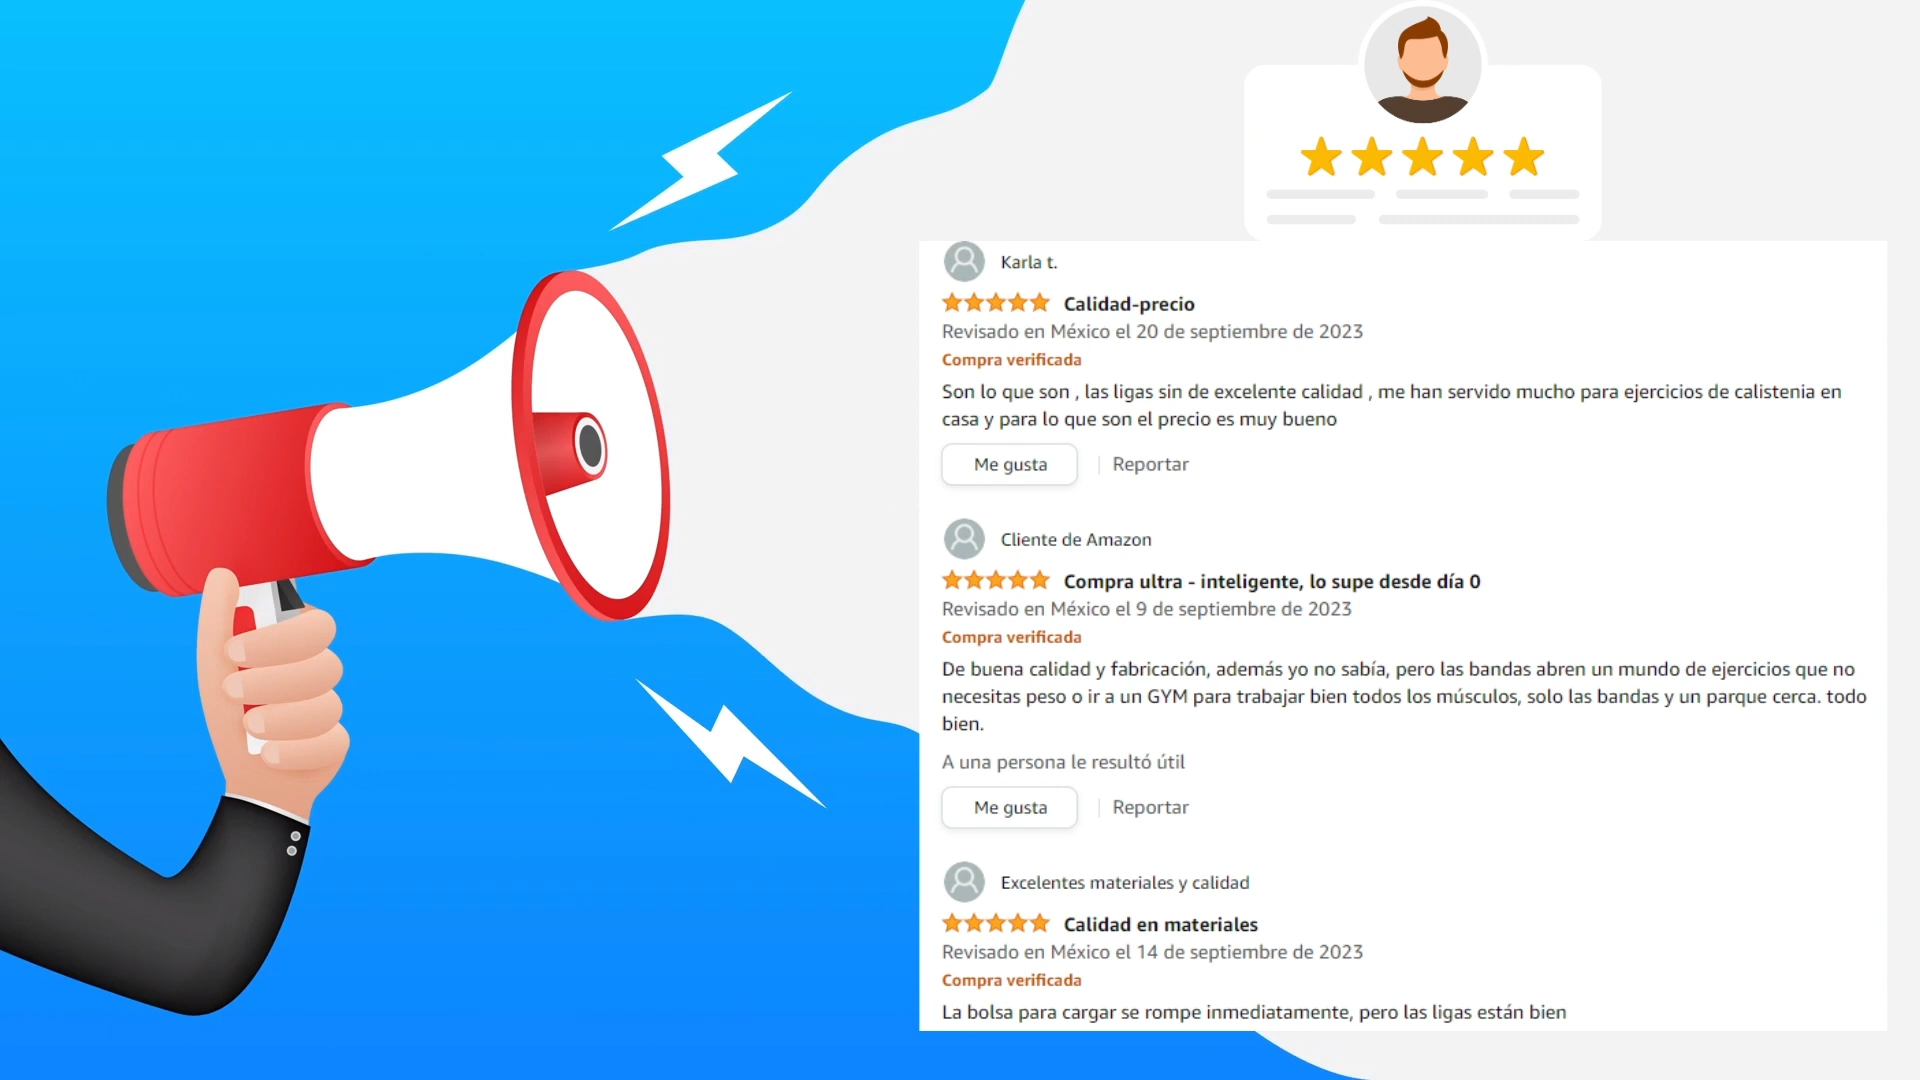 Karla t.
Calidad-precio
Revisado en México el 20 de septiembre de 2023
Compra verificada
Son lo que son , las ligas sin de excelente calidad , me han servido mucho para ejercicios de calistenia en
casa y para lo que son el precio es muy bueno
Me gusta | Reportar
Cliente de Amazon
Compra ultra - inteligente, lo supe desde día 0
Revisado en México el 9 de septiembre de 2023
Compra verificada
De buena calidad y fabricación, además yo no sabía, pero las bandas abren un mundo de ejercicios que no
necesitas peso o ir a un GYM para trabajar bien todos los músculos, solo las bandas y un parque cerca. todo
bien.
A una persona le resultó útil
Me gusta | Reportar
Excelentes materiales y calidad
Calidad en materiales
Revisado en México el 14 de septiembre de 2023
Compra verificada
La bolsa para cargar se rompe inmediatamente, pero las ligas están bien